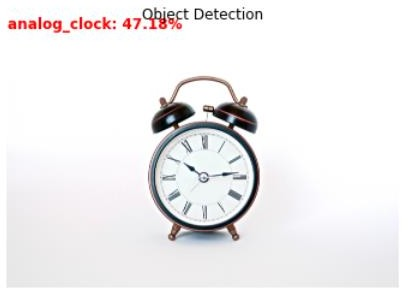 Object Detection
analog_clock: 47.18%